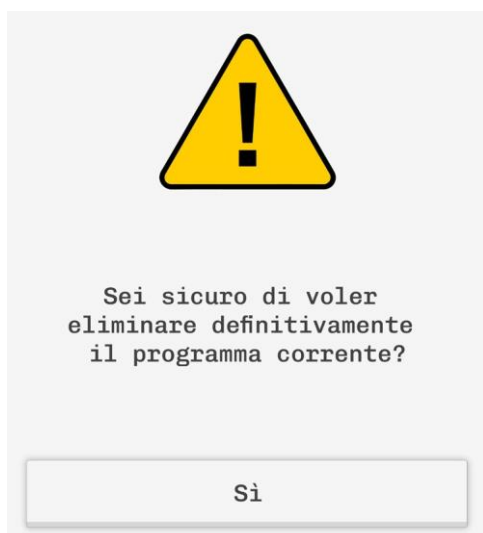 Sei sicuro di voler
eliminare definitivamente
il programma corrente?
Sì